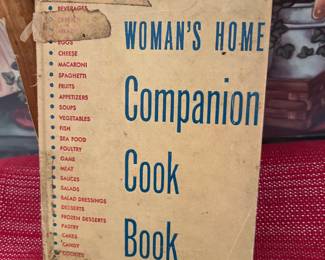 BEVERAGES
EGGS
CHEESE
MACARONI
SPAGHETTI
FRUITS
APPETIZERS
SOUPS
VEGETABLES
FISH
SEA FOOD
POULTRY
GAME
MEAT
SAUCES
SALADS
SALAD DRESSINGS
DESSERTS
FROZEN DESSERTS
PASTRY
CAKES
CANDY
COOKIES
WOMAN'S HOME
Companion
Cook
Book